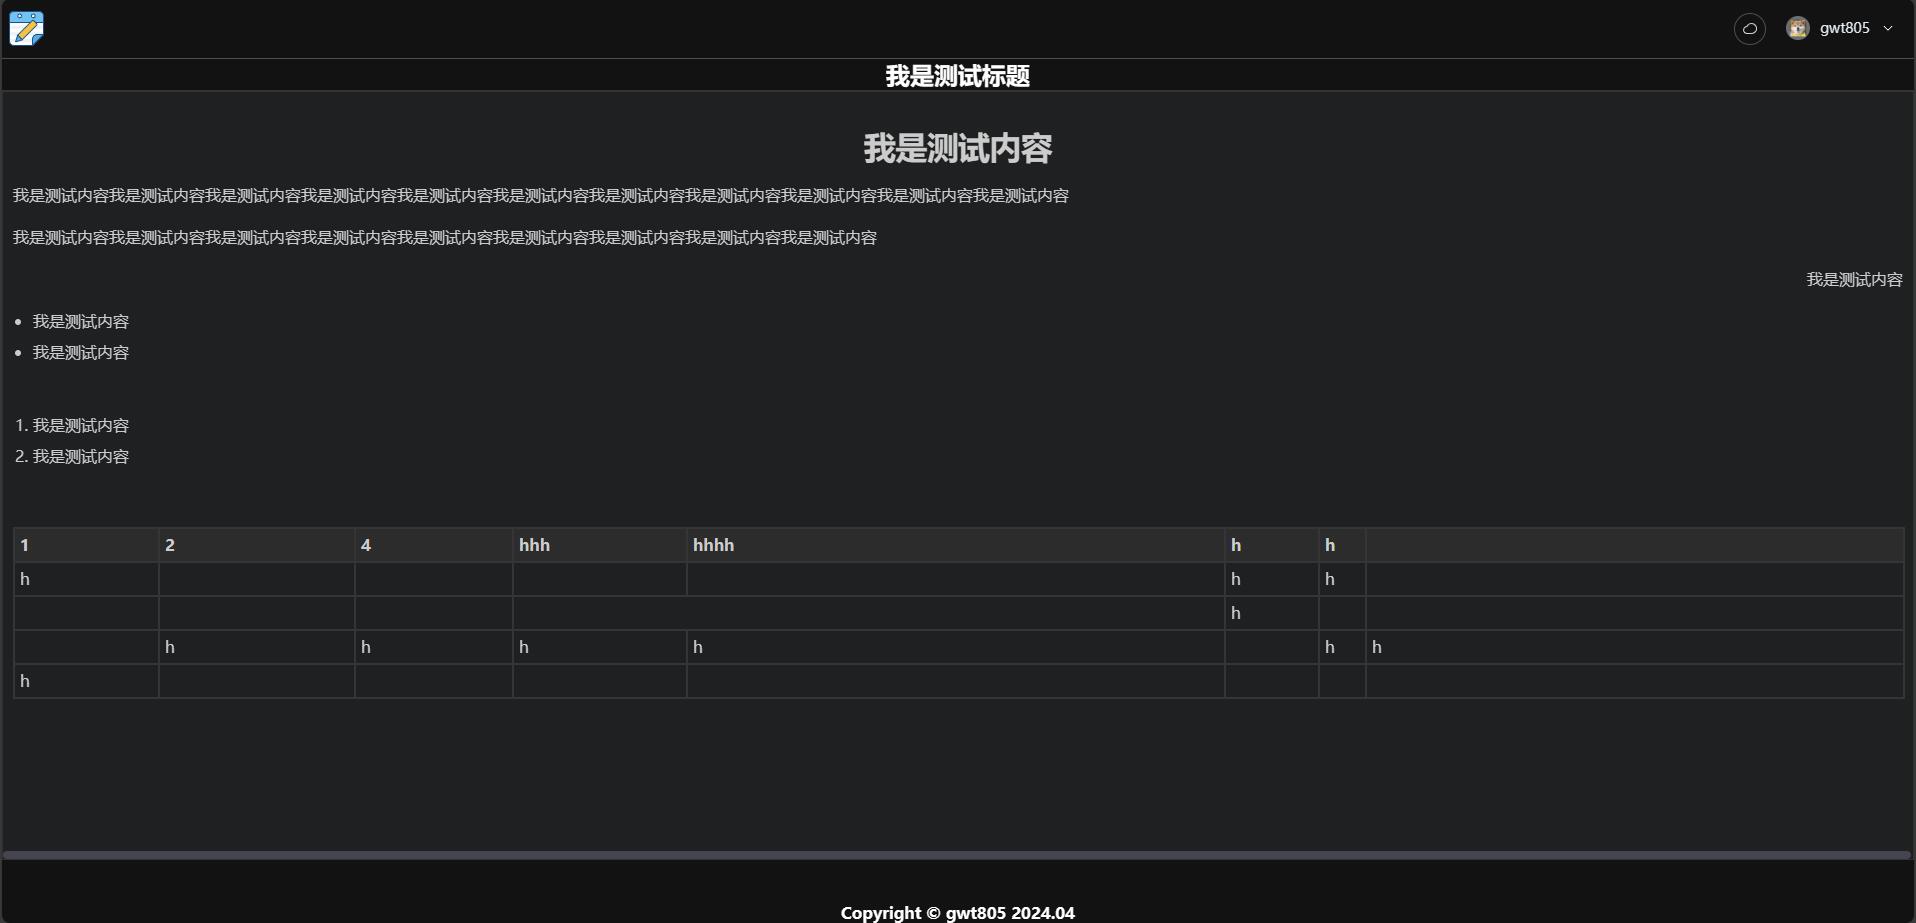 gwt805
我是测试标题
我是测试内容
我是测试内容我是测试内容我是测试内容我是测试内容我是测试内容我是测试内容我是测试内容我是测试内容我是测试内容我是测试内容我是测试内容
我是测试内容我是测试内容我是测试内容我是测试内容我是测试内容我是测试内容我是测试内容我是测试内容我是测试内容
我是测试内容
• 我是测试内容
• 我是测试内容
1. 我是测试内容
2. 我是测试内容
1 2 4 hhh hhhh h h
h h h
h
h h h h h h
h
Copyright © gwt805 2024.04